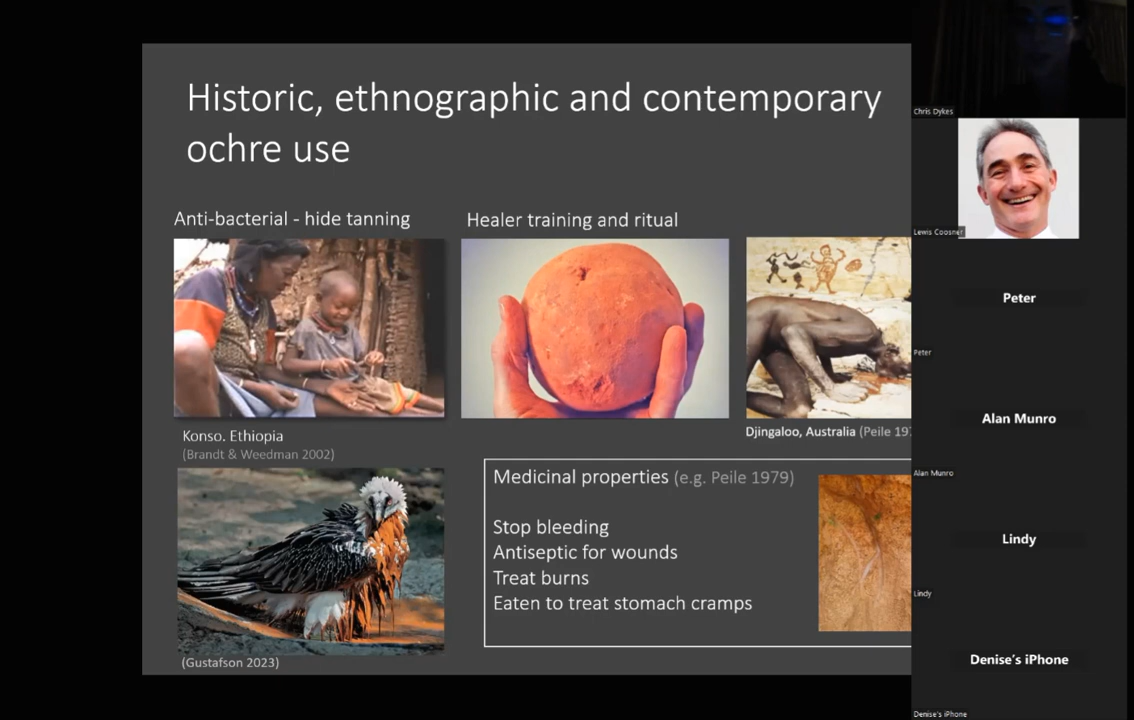 Historic, ethnographic and contemporary
ochre use
Anti-bacterial - hide tanning
Healer training and ritual
Konso. Ethiopia
(Brandt & Weedman 2002)
Djingaloo, Australia (Peile 197
Medicinal properties (e.g. Peile 1979)
Stop bleeding
Antiseptic for wounds
Treat burns
Eaten to treat stomach cramps
(Gustafson 2023)
Chris Dykes
Lewis Coosner
Peter
Peter
Alan Munro
Alan Munro
Lindy
Lindy
Denise's iPhone
Denise's iPhone